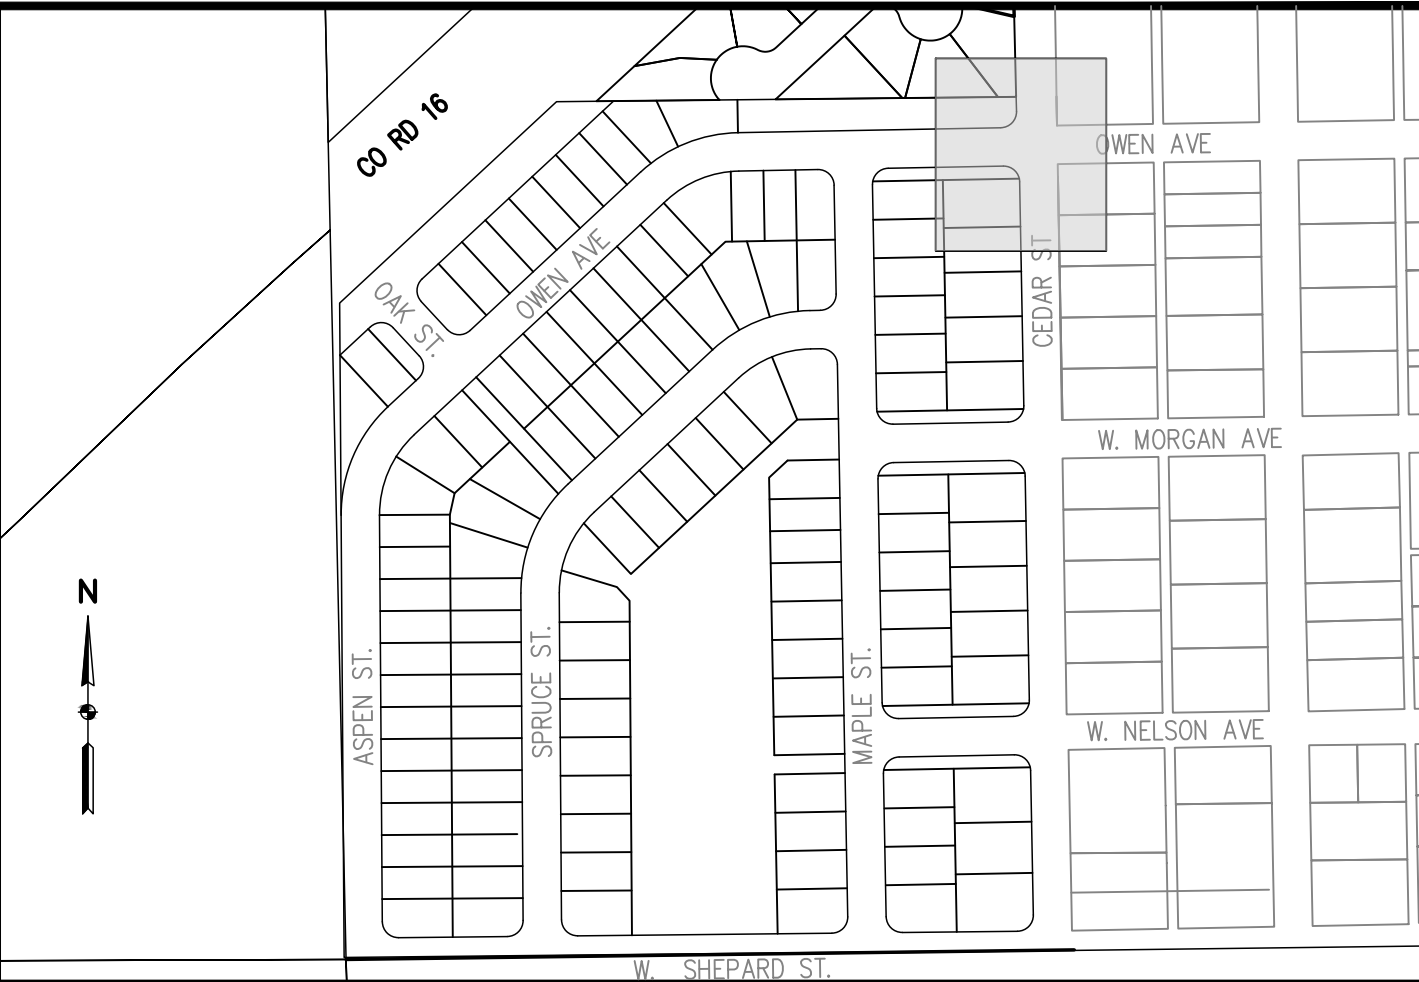 CO RD 16
OWEN AVE
OWEN AVE
OAK ST.
CEDAR ST
W. MORGAN AVE
N
ASPEN ST.
SPRUCE ST.
MAPLE ST.
W. NELSON AVE
W. SHEPARD ST.